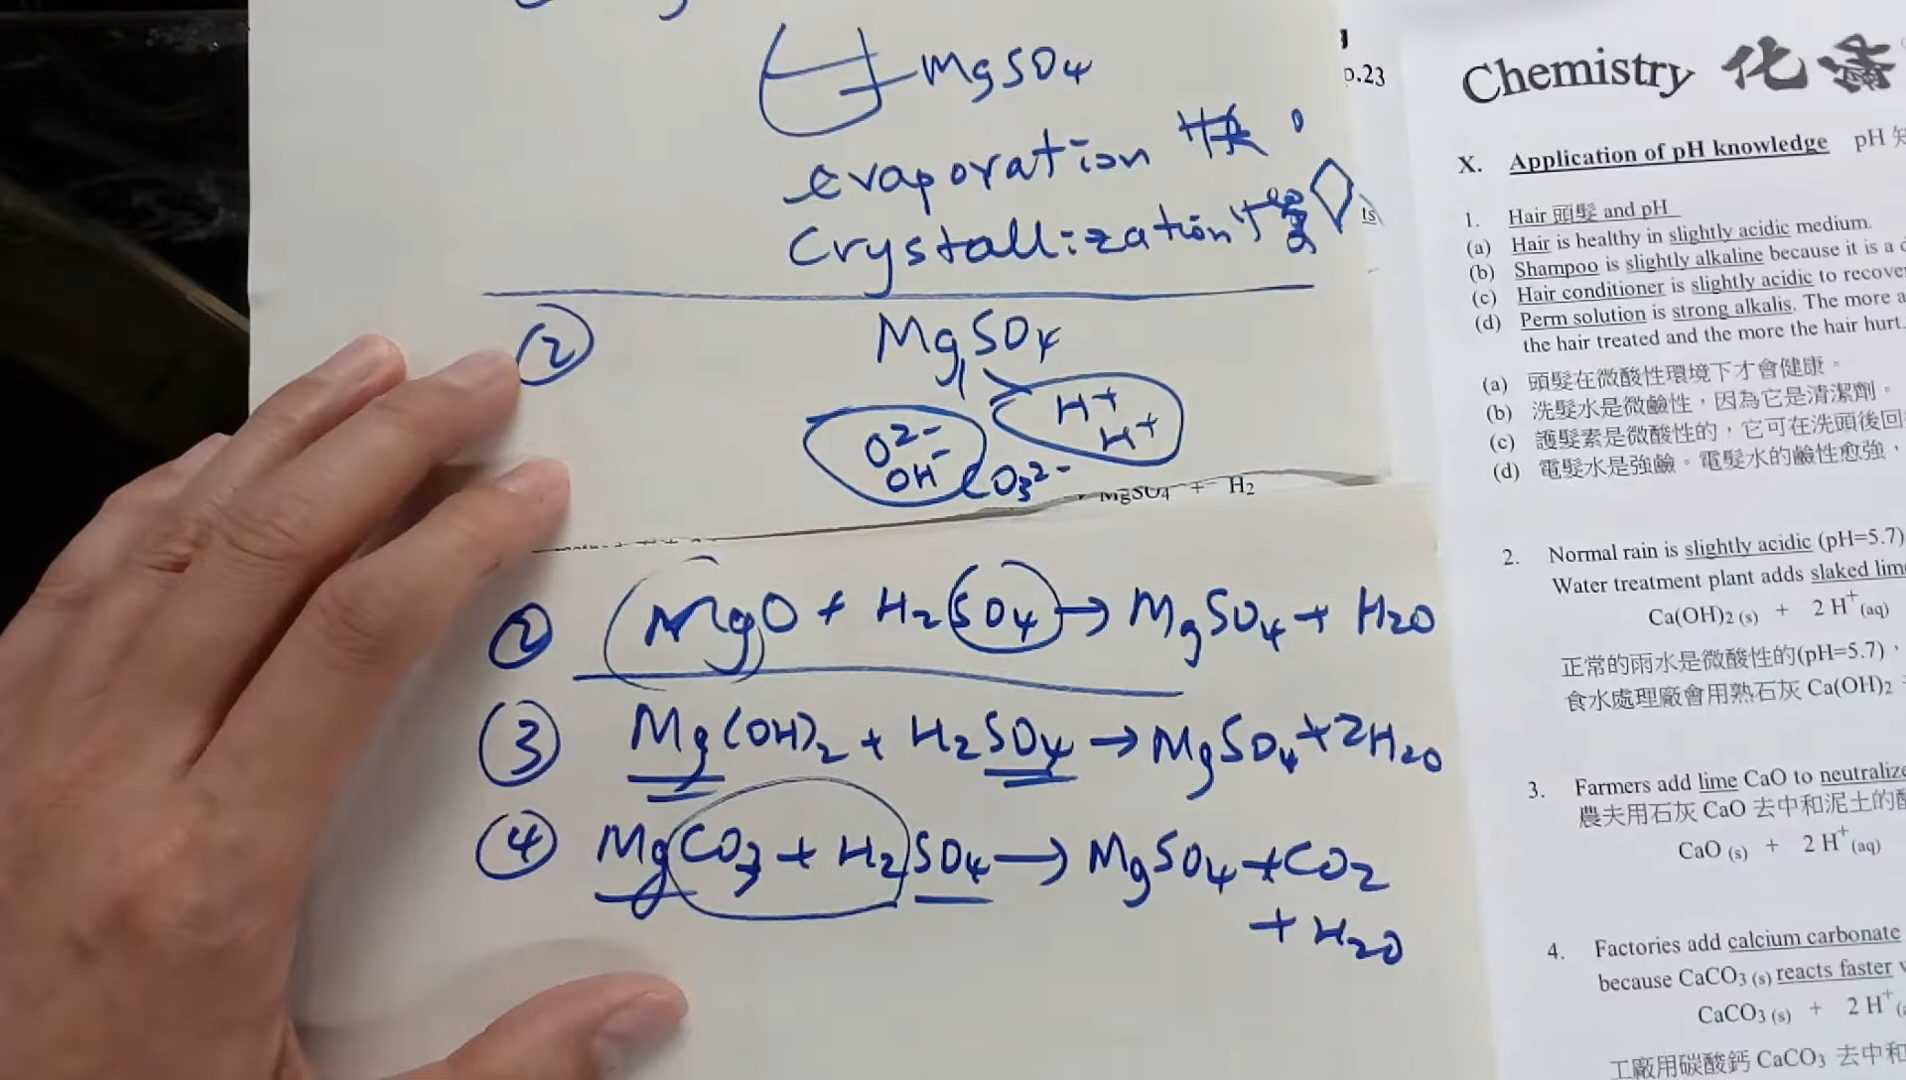 MgSO4
evaporation 快
Crystallization 慢
②
MgSO4
H+
H+
O2-
OH- CO32-
MgSO4 + H2
② MgO + H2SO4 → MgSO4 + H2O
③ Mg(OH)2 + H2SO4 → MgSO4 + 2H2O
④ MgCO3 + H2SO4 → MgSO4 + CO2
+ H2O
p.23
ts
Chemistry 化
X. Application of pH knowledge pH 知
1. Hair 頭髮 and pH
(a) Hair is healthy in slightly acidic medium.
(b) Shampoo is slightly alkaline because it is a
(c) Hair conditioner is slightly acidic to recover
(d) Perm solution is strong alkalis. The more a
the hair treated and the more the hair hurt.
(a) 頭髮在微酸性環境下才會健康。
(b) 洗髮水是微鹼性，因為它是清潔劑。
(c) 護髮素是微酸性的，它可在洗頭後回
(d) 電髮水是強鹼。電髮水的鹼性愈強，
2. Normal rain is slightly acidic (pH=5.7)
Water treatment plant adds slaked lim
Ca(OH)2 (s) + 2 H+ (aq)
正常的雨水是微酸性的(pH=5.7)，
食水處理廠會用熟石灰 Ca(OH)2
3. Farmers add lime CaO to neutralize
農夫用石灰 CaO 去中和泥土的酸
CaO (s) + 2 H+ (aq)
4. Factories add calcium carbonate
because CaCO3 (s) reacts faster
CaCO3 (s) + 2 H+ (
工廠用碳酸鈣 CaCO3 去中和